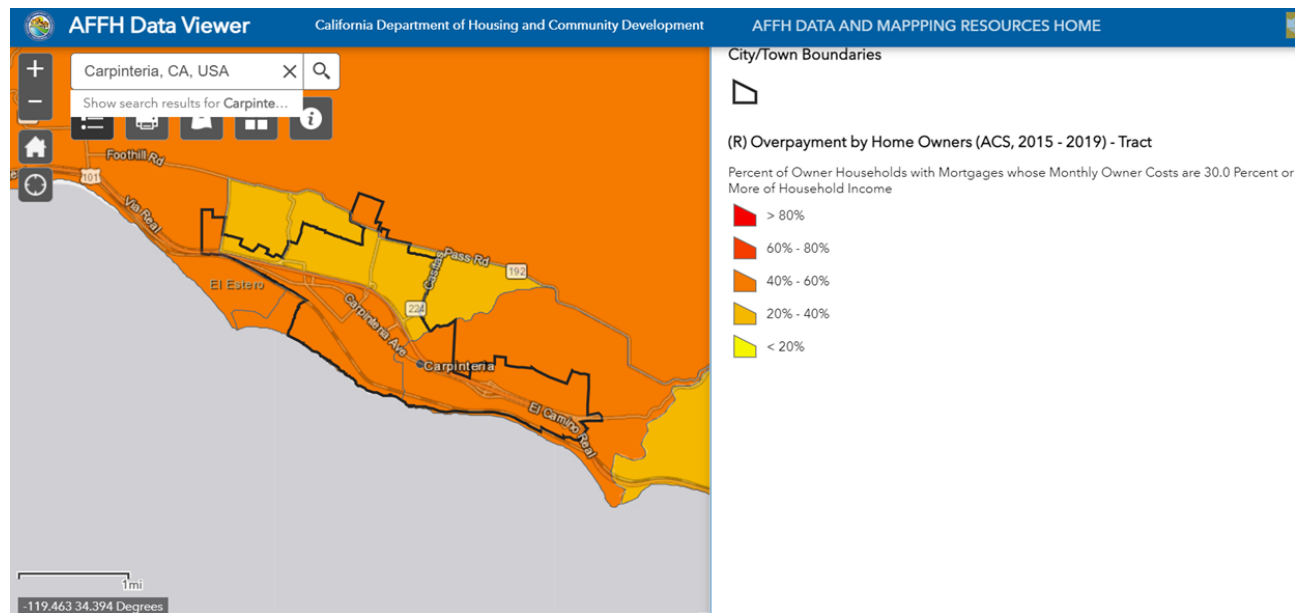 AFFH Data Viewer
California Department of Housing and Community Development
AFFH DATA AND MAPPPING RESOURCES HOME
+
Carpinteria, CA, USA
−
Show search results for Carpinte...
Foothill Rd
101
Via Real
El Estero
Casitas Pass Rd
192
224
Carpinteria Ave
Carpinteria
El Camino Real
1mi
-119.463 34.394 Degrees
City/Town Boundaries
(R) Overpayment by Home Owners (ACS, 2015 - 2019) - Tract
Percent of Owner Households with Mortgages whose Monthly Owner Costs are 30.0 Percent or
More of Household Income
> 80%
60% - 80%
40% - 60%
20% - 40%
< 20%